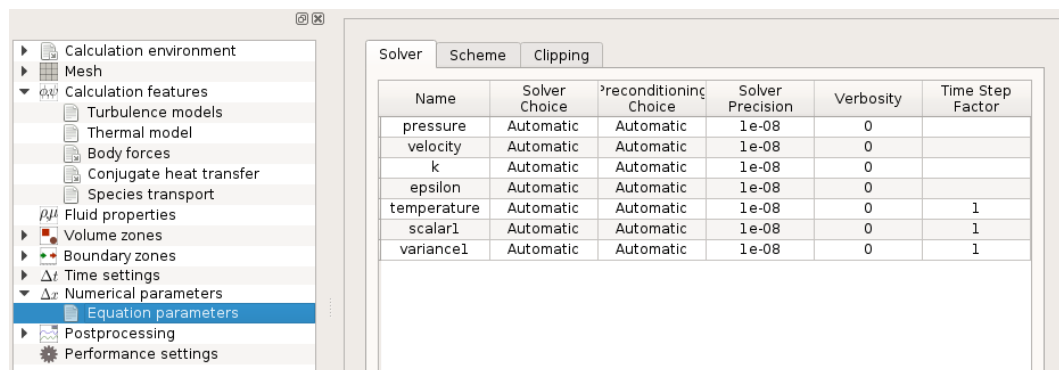 Calculation environment
Mesh
φ,ψ Calculation features
Turbulence models
Thermal model
Body forces
Conjugate heat transfer
Species transport
ρ,μ Fluid properties
Volume zones
Boundary zones
Δt Time settings
Δx Numerical parameters
Equation parameters
Postprocessing
Performance settings
Solver Scheme Clipping
Name Solver Choice Preconditioning Choice Solver Precision Verbosity Time Step Factor
pressure Automatic Automatic 1e-08 0
velocity Automatic Automatic 1e-08 0
k Automatic Automatic 1e-08 0
epsilon Automatic Automatic 1e-08 0
temperature Automatic Automatic 1e-08 0 1
scalar1 Automatic Automatic 1e-08 0 1
variance1 Automatic Automatic 1e-08 0 1